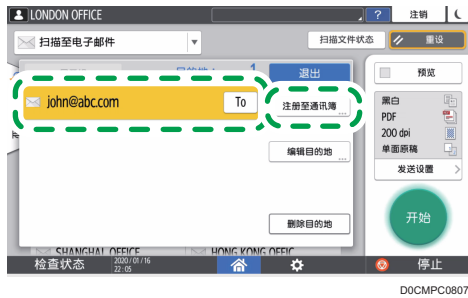 LONDON OFFICE
? 注销
扫描至电子邮件
扫描文件状态
重设
1
退出
预览
john@abc.com
To
注册至通讯簿
...
黑白
PDF
200 dpi
单面原稿
编辑目的地
...
发送设置
删除目的地
开始
SHANGHAI OFFICE
HONG KONG OFFIC
检查状态
2020/01/16
22:05
停止
D0CMPC0807